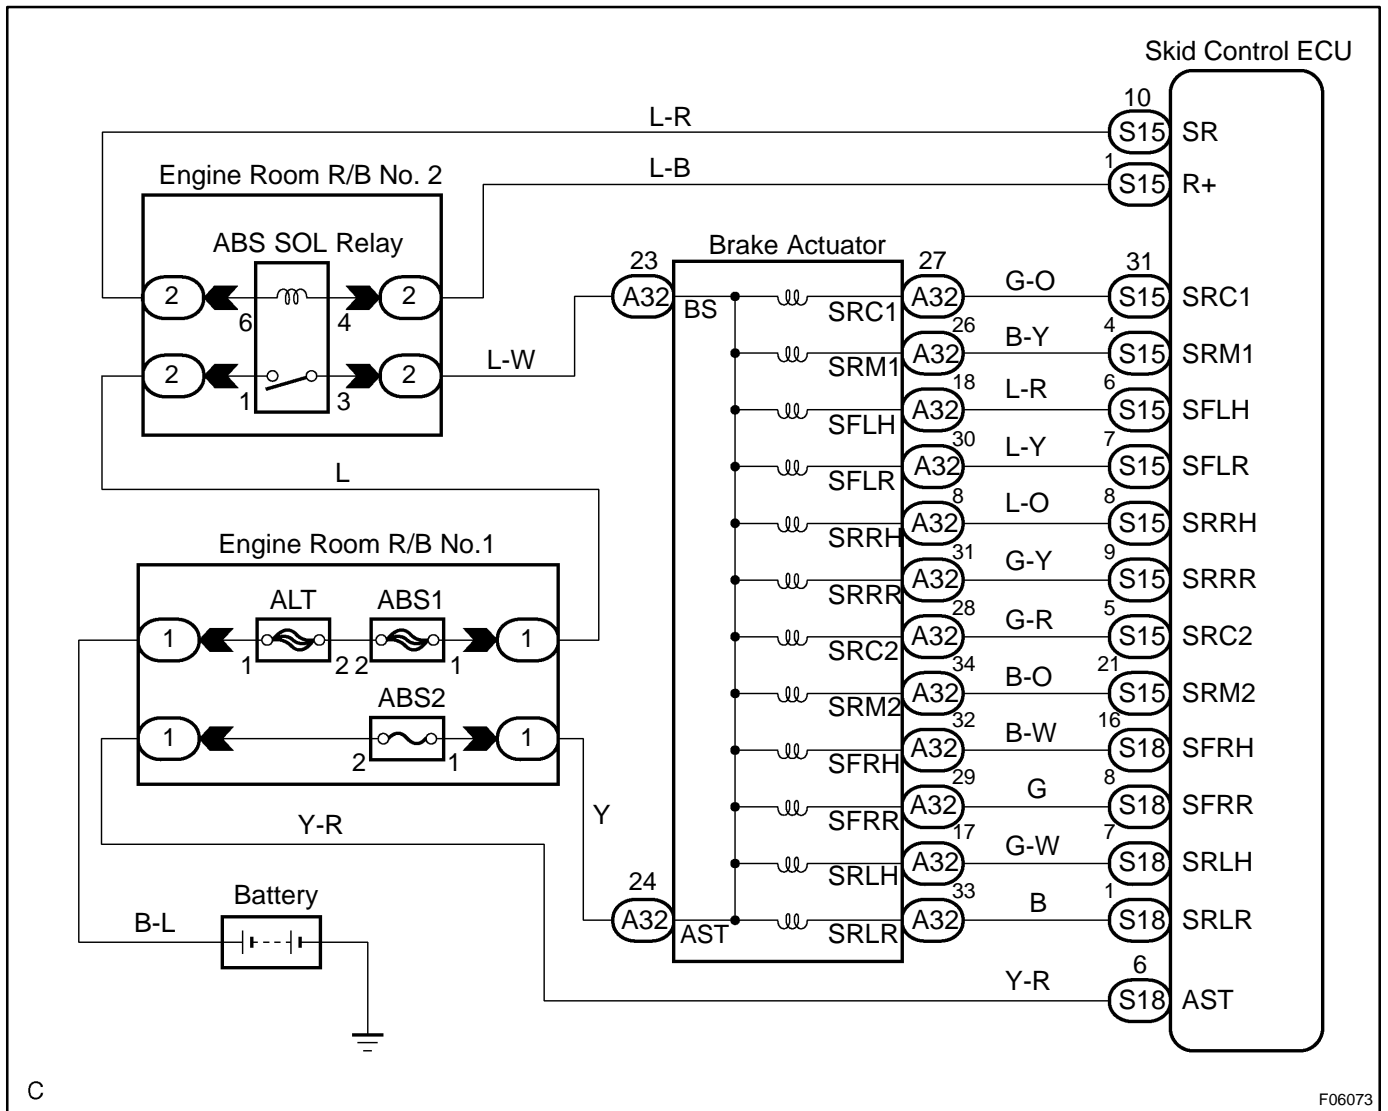 Skid Control ECU
10
L-R
S15 SR
1
L-B
S15 R+
Engine Room R/B No. 2
ABS SOL Relay
Brake Actuator
2 2
6 4
23
A32
BS
27
31
SRC1 A32 G-O S15 SRC1
26 4
SRM1 A32 B-Y S15 SRM1
L-W
2 2
1 3
18 6
SFLH A32 L-R S15 SFLH
30 7
SFLR A32 L-Y S15 SFLR
L
8 8
SRRH A32 L-O S15 SRRH
Engine Room R/B No.1
31 9
SRRR A32 G-Y S15 SRRR
ALT ABS1
1 1
1 2 2 1
28 5
SRC2 A32 G-R S15 SRC2
34 21
SRM2 A32 B-O S15 SRM2
ABS2
1 1
2 1
32 16
SFRH A32 B-W S18 SFRH
Y-R
Y
29 8
SFRR A32 G S18 SFRR
17 7
SRLH A32 G-W S18 SRLH
Battery
B-L
24
A32
AST
33 1
SRLR A32 B S18 SRLR
6
Y-R
S18 AST
C
F06073